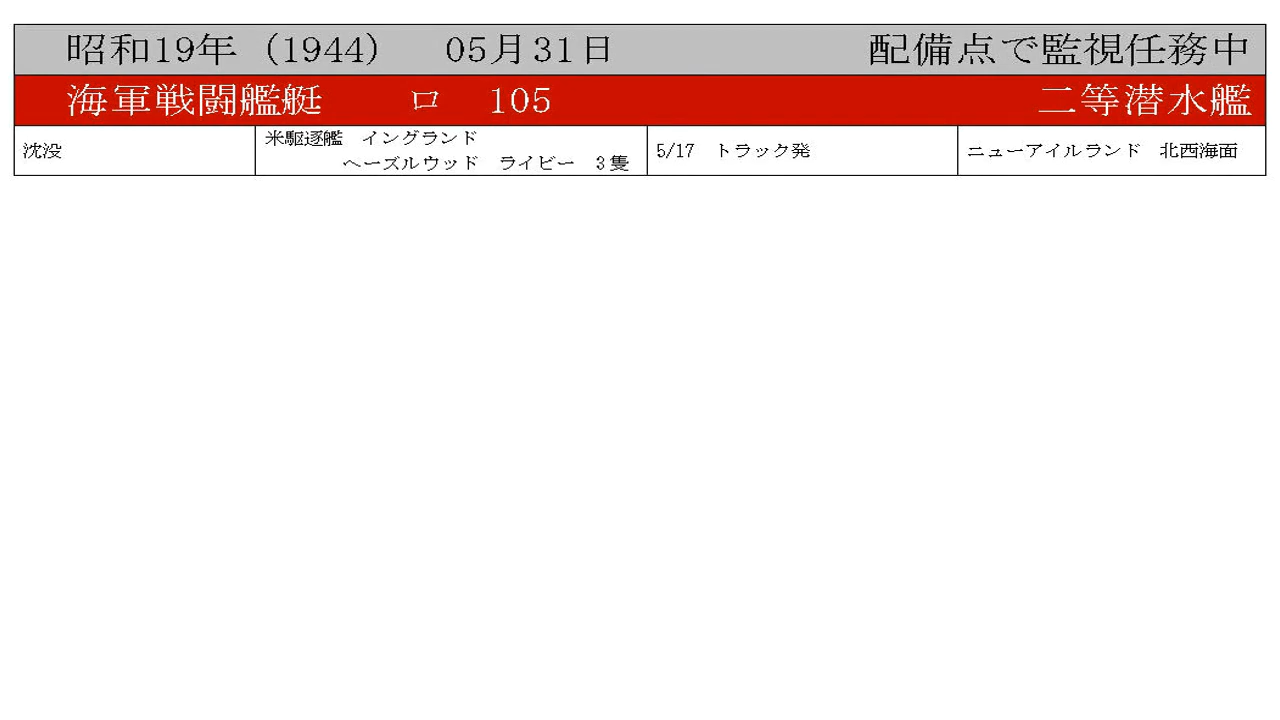 昭和19年（1944） 05月31日 配備点で監視任務中
海軍戦闘艦艇 ロ 105 二等潜水艦
沈没
米駆逐艦 イングランド
ヘーズルウッド ライビー 3隻
5/17 トラック発
ニューアイルランド 北西海面